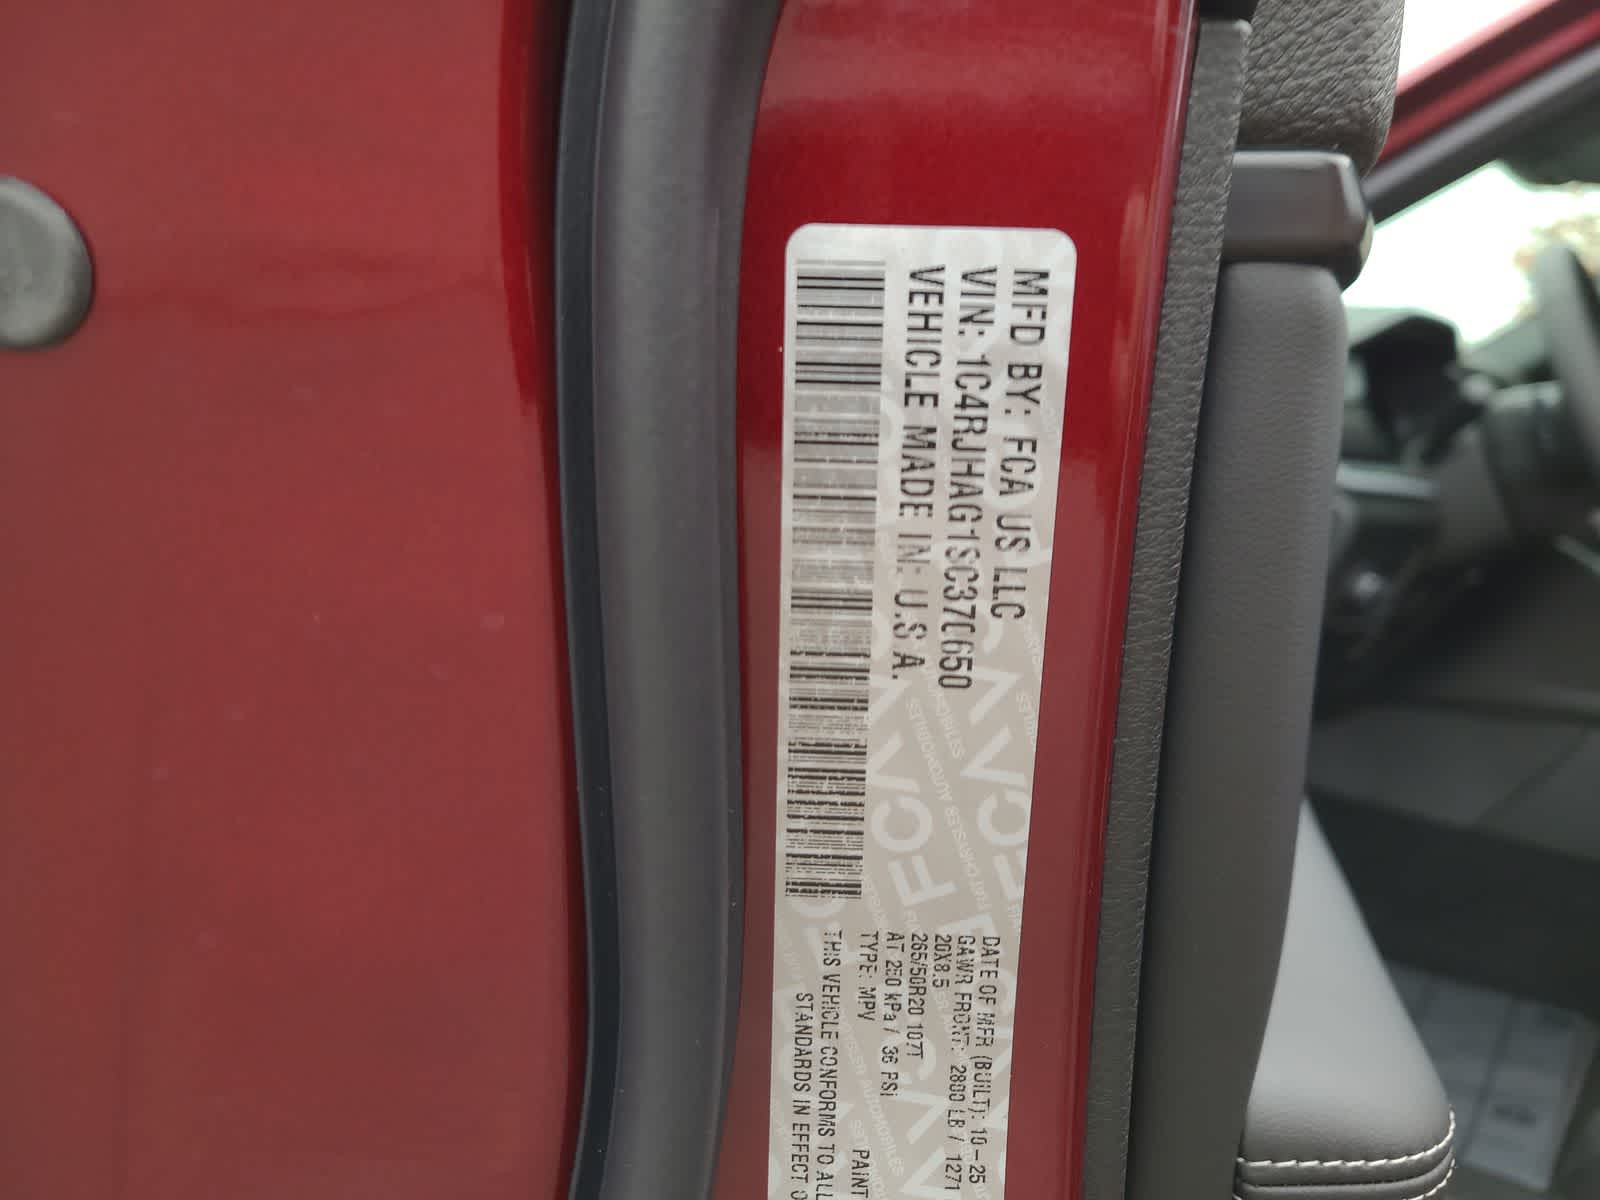 MFD BY: FCA US LLC
VIN: 1C4RJHAG1SC370650
VEHICLE MADE IN: U.S.A.
DATE OF MFR (BUILT): 10-25
GAWR FRONT: 2800 LB / 1271
20X8.5
265/50R20 107T
AT 250 kPa / 36 PSI
TYPE: MPV PAINT
THIS VEHICLE CONFORMS TO ALL
STANDARDS IN EFFECT